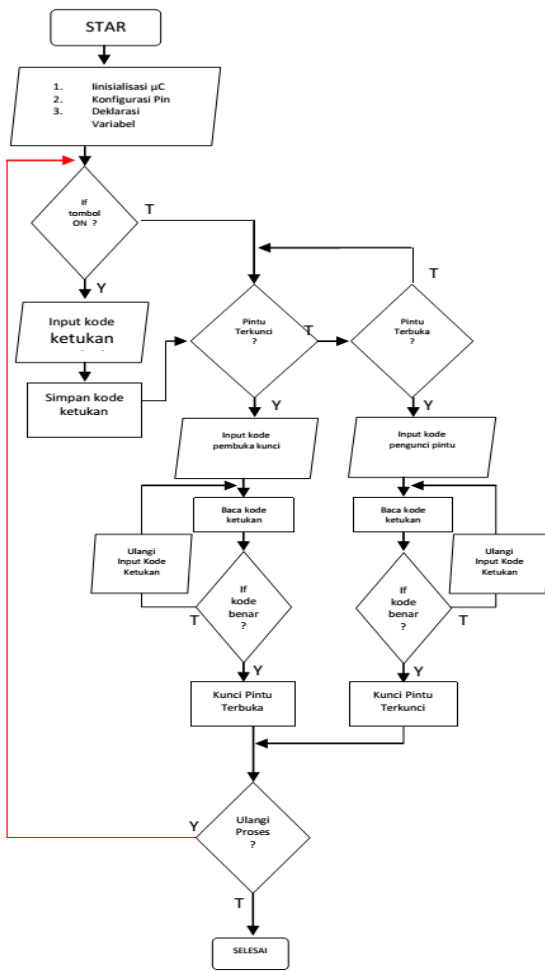 STAR
1. Iinisialisasi µC
2. Konfigurasi Pin
3. Deklarasi
Variabel
If
tombol
ON ?
T
Y
Input kode
ketukan
Simpan kode
ketukan
Pintu
Terkunci
?
T
Y
Pintu
Terbuka
?
T
Y
Input kode
pembuka kunci
Input kode
pengunci pintu
Baca kode
ketukan
Baca kode
ketukan
Ulangi
Input Kode
Ketukan
Ulangi
Input Kode
Ketukan
If
kode
benar
?
T
Y
If
kode
benar
?
T
Y
Kunci Pintu
Terbuka
Kunci Pintu
Terkunci
Ulangi
Proses
?
Y
T
SELESAI